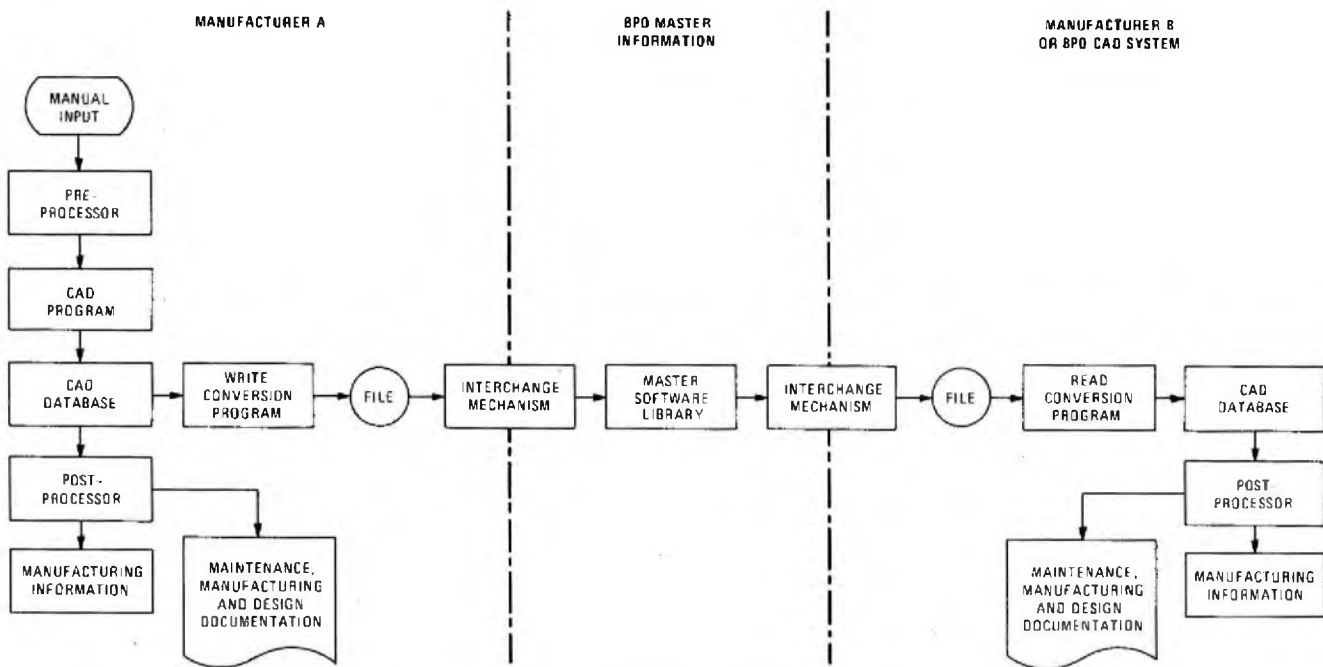 MANUFACTURER A
BPO MASTER
INFORMATION
MANUFACTURER B
OR BPO CAD SYSTEM
MANUAL
INPUT
PRE-
PROCESSOR
CAD
PROGRAM
CAD
DATABASE
WRITE
CONVERSION
PROGRAM
FILE
INTERCHANGE
MECHANISM
MASTER
SOFTWARE
LIBRARY
INTERCHANGE
MECHANISM
FILE
READ
CONVERSION
PROGRAM
CAD
DATABASE
POST-
PROCESSOR
MANUFACTURING
INFORMATION
MAINTENANCE,
MANUFACTURING
AND DESIGN
DOCUMENTATION
POST-
PROCESSOR
MAINTENANCE,
MANUFACTURING
AND DESIGN
DOCUMENTATION
MANUFACTURING
INFORMATION